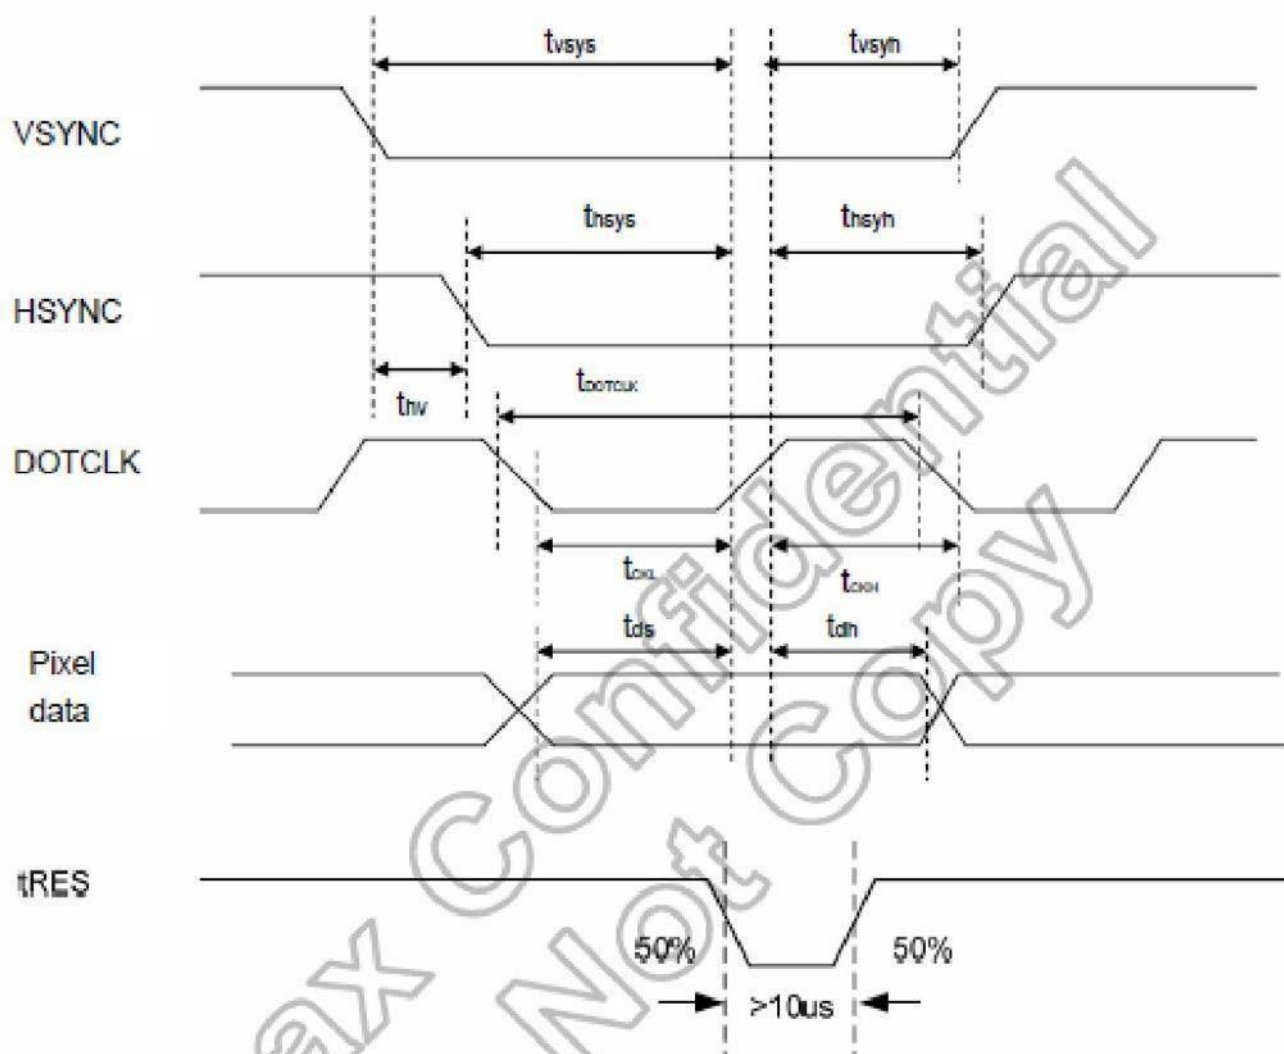 tvsys
tvsyh
VSYNC
thsys
thsyh
HSYNC
thv
tDOTCLK
DOTCLK
tCKL
tCKH
tds
tdh
Pixel
data
tRES
50%
50%
>10us
Confidential
Not Copy